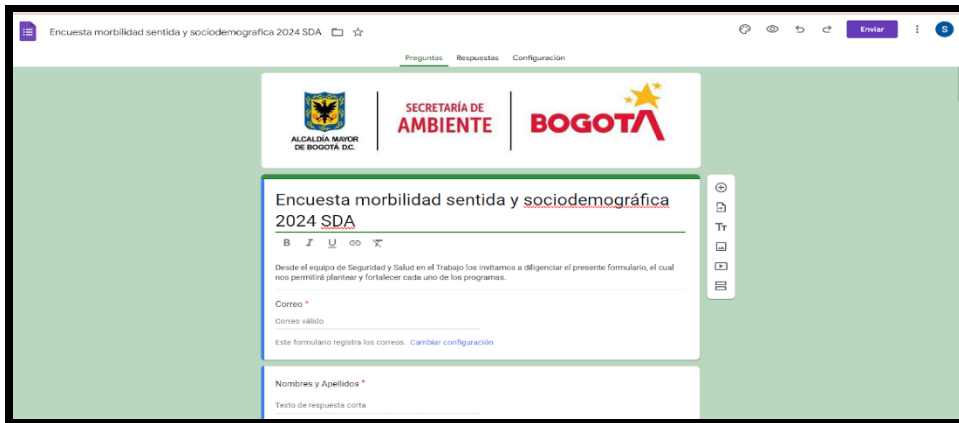 Encuesta morbilidad sentida y sociodemografica 2024 SDA
Enviar
S
Preguntas Respuestas Configuración
ALCALDÍA MAYOR
DE BOGOTÁ D.C.
SECRETARÍA DE
AMBIENTE
BOGOTÁ
Encuesta morbilidad sentida y sociodemográfica
2024 SDA
B I U
Tт
Desde el equipo de Seguridad y Salud en el Trabajo los invitamos a diligenciar el presente formulario, el cual
nos permitirá plantear y fortalecer cada uno de los programas.
Correo *
Correo válido
Este formulario registra los correos. Cambiar configuración
Nombres y Apellidos *
Texto de respuesta corta